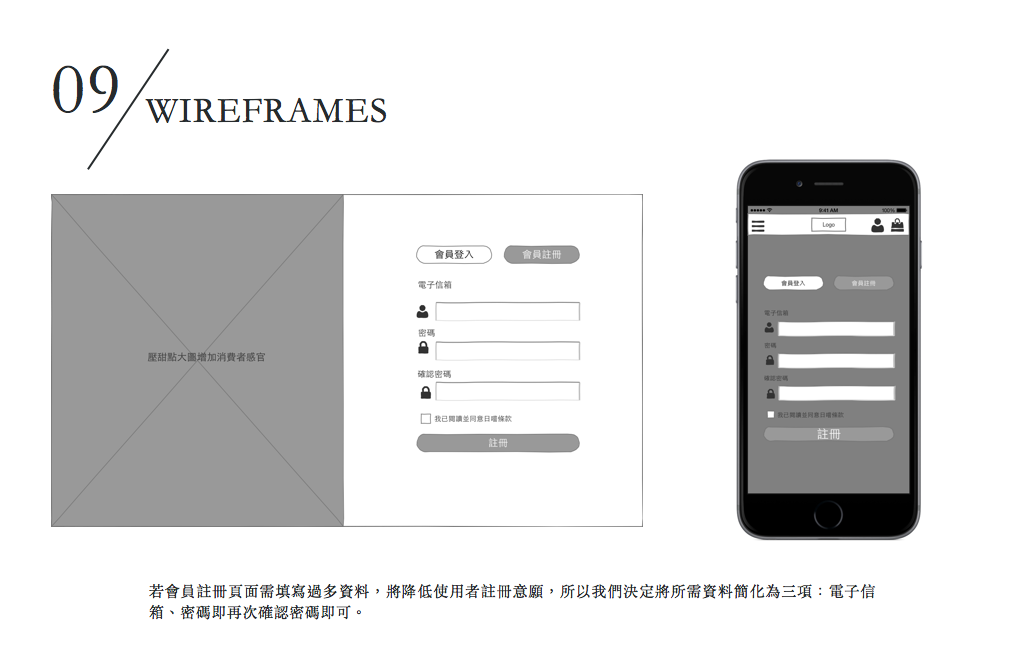 09
WIREFRAMES
壓甜點大圖增加消費者感官
會員登入 會員註冊
電子信箱
密碼
確認密碼
我已閱讀並同意日曜條款
註冊
9:41 AM 100%
Logo
會員登入 會員註冊
電子信箱
密碼
確認密碼
我已閱讀並同意日曜條款
註冊
若會員註冊頁面需填寫過多資料，將降低使用者註冊意願，所以我們決定將所需資料簡化為三項：電子信
箱、密碼即再次確認密碼即可。